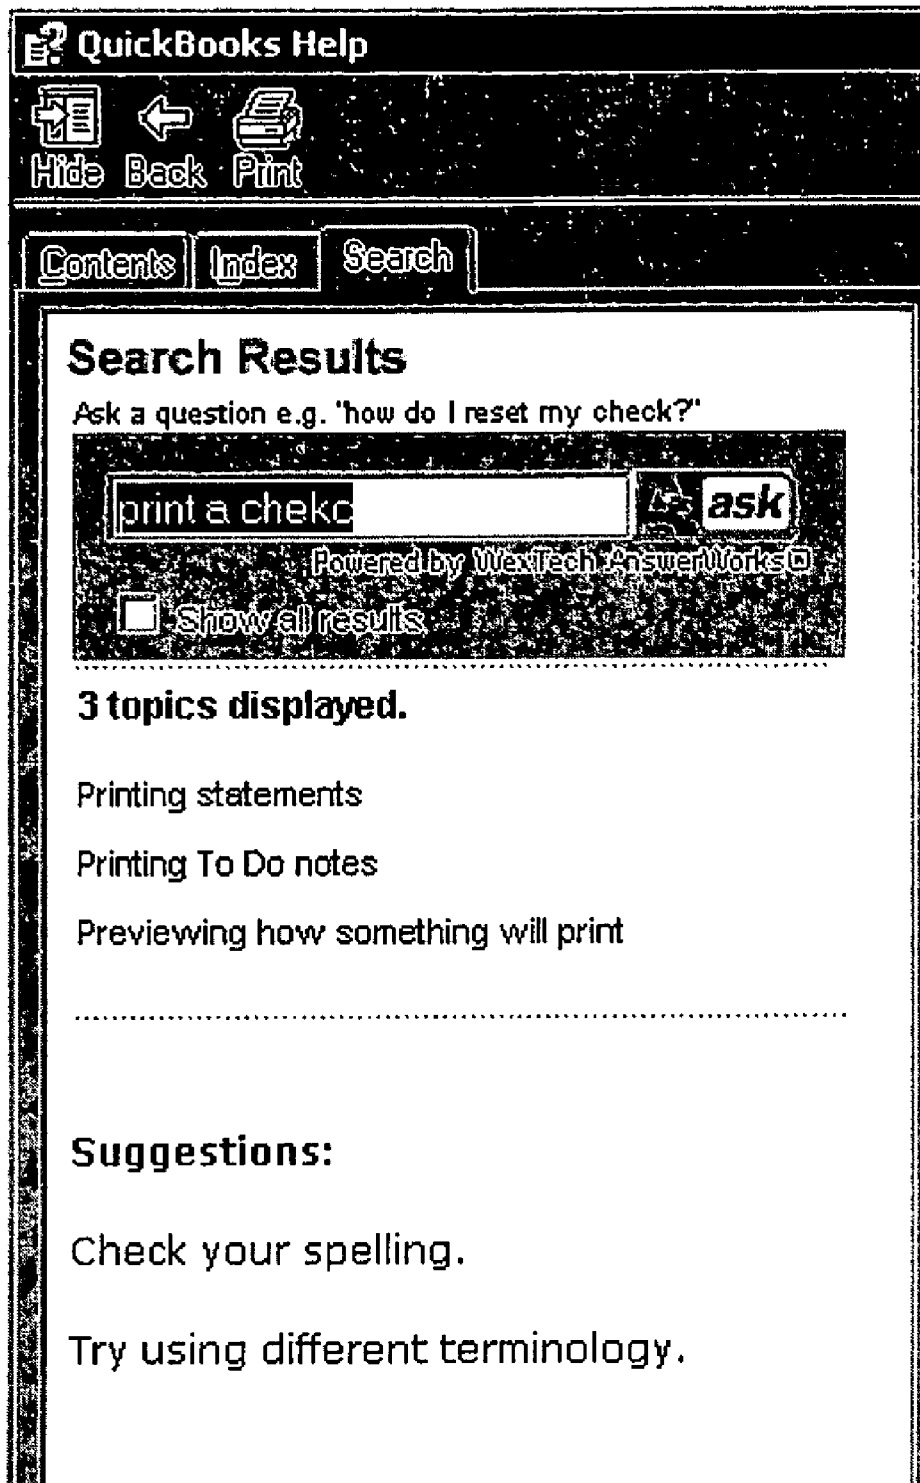 QuickBooks Help
Hide Back Print
Contents Index Search
Search Results
Ask a question e.g. "how do I reset my check?"
print a chekc ask
Powered by WexTech AnswerWorks
Show all results
3 topics displayed.
Printing statements
Printing To Do notes
Previewing how something will print
Suggestions:
Check your spelling.
Try using different terminology.